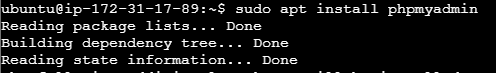 ubuntu@ip-172-31-17-89:~$ sudo apt install phpmyadmin
Reading package lists... Done
Building dependency tree... Done
Reading state information... Done